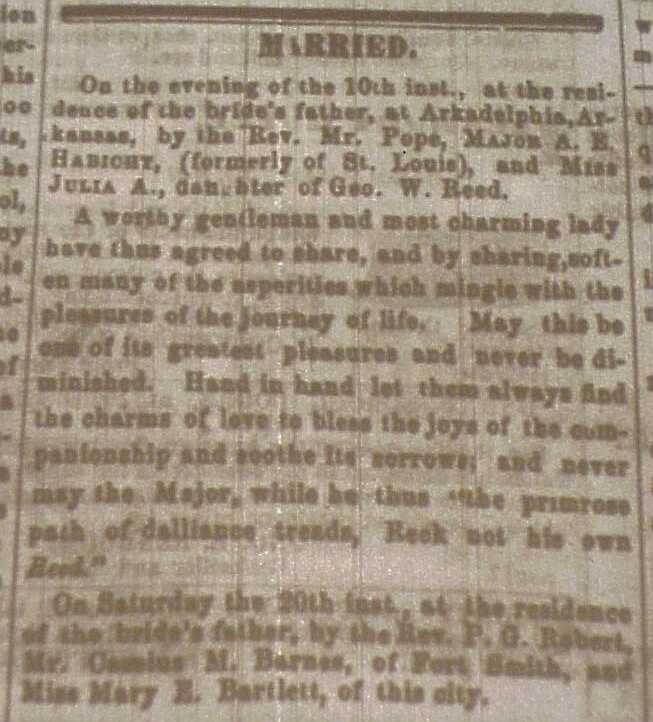 MARRIED.
On the evening of the 10th inst., at the resi-
dence of the bride's father, at Arkadelphia, Ar-
kansas, by the Rev. Mr. Pope, MAJOR A. E.
HABICHT, (formerly of St. Louis), and MISS
JULIA A., daughter of Geo. W. Reed.
A worthy gentleman and most charming lady
have thus agreed to share, and by sharing, soft-
en many of the asperities which mingle with the
pleasures of the journey of life. May this be
one of its greatest pleasures and never be di-
minished. Hand in hand let them always find
the charms of love to bless the joys of the com-
panionship and soothe its sorrows; and never
may the Major, while he thus "the primrose
path of dalliance treads, Reck not his own
Reed."
On Saturday the 20th inst., at the residence
of the bride's father, by the Rev. P. G. Robert,
Mr. Cassius M. Barnes, of Fort Smith, and
Miss Mary E. Bartlett, of this city.